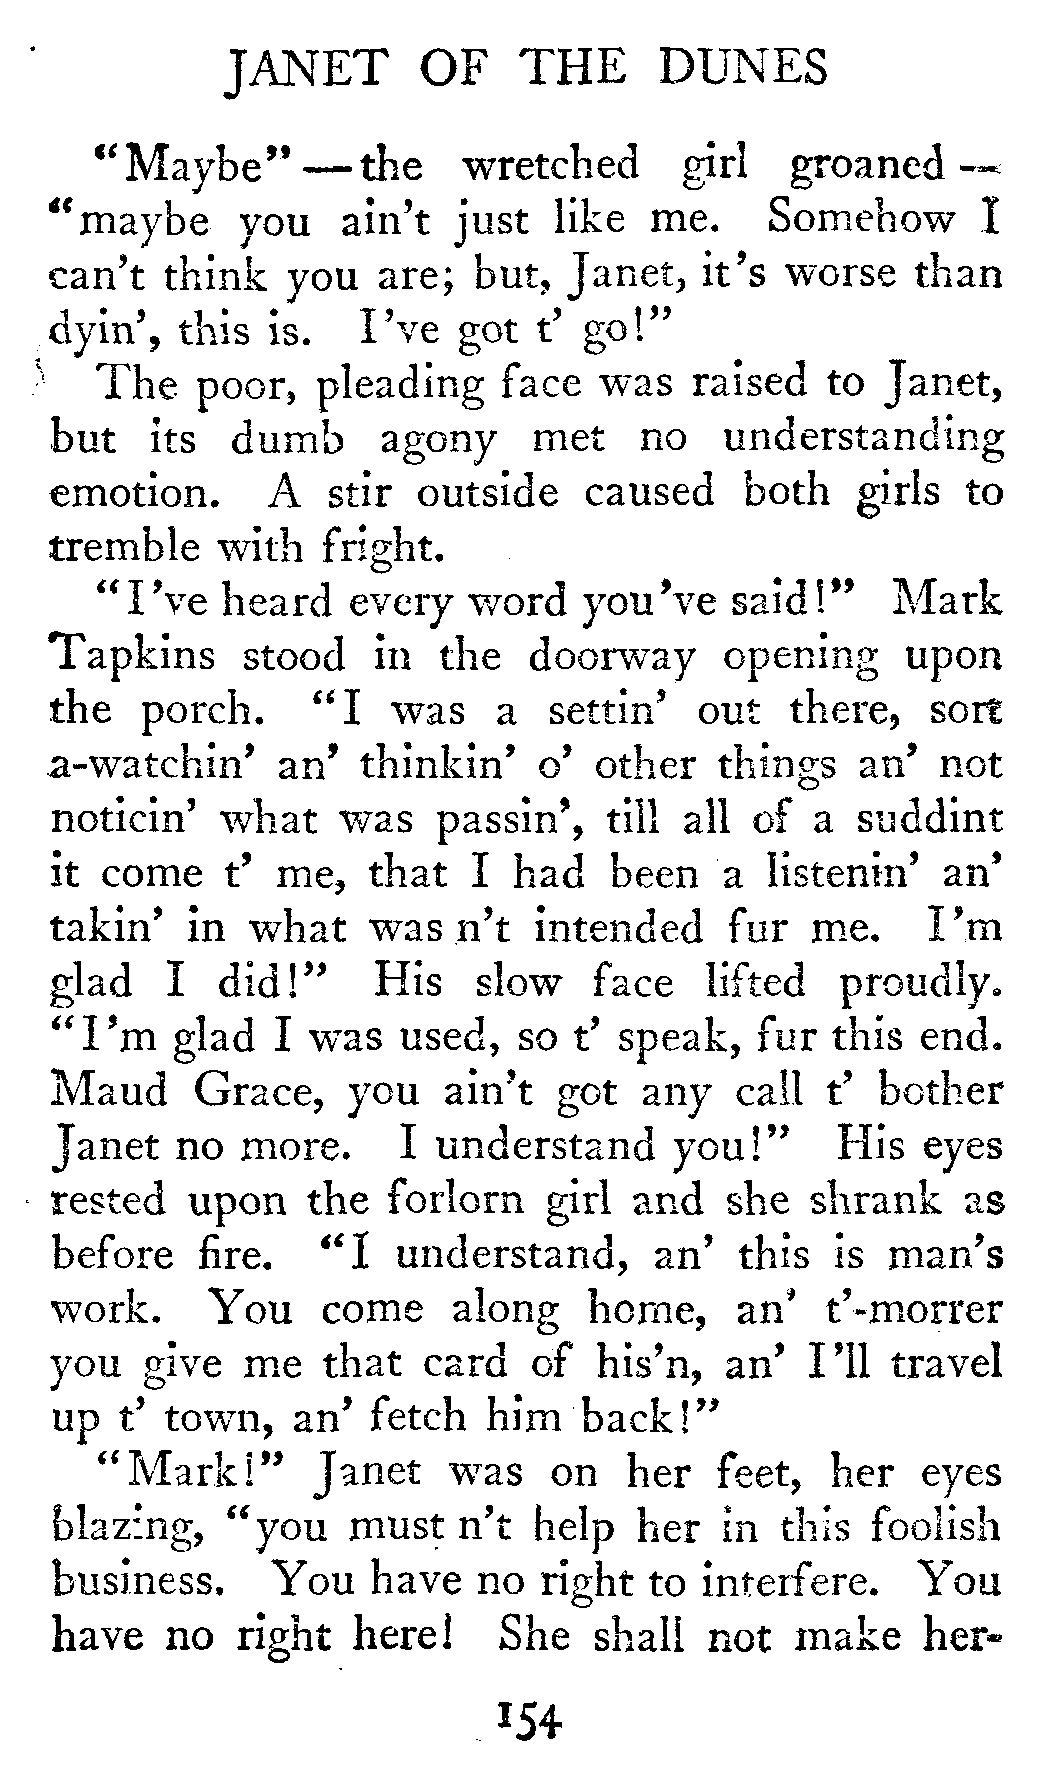 JANET OF THE DUNES
"Maybe" — the wretched girl groaned —
"maybe you ain't just like me. Somehow I
can't think you are; but, Janet, it 's worse than
dyin', this is. I 've got t' go!"
The poor, pleading face was raised to Janet,
but its dumb agony met no understanding
emotion. A stir outside caused both girls to
tremble with fright.
"I 've heard every word you 've said!" Mark
Tapkins stood in the doorway opening upon
the porch. "I was a settin' out there, sort
a-watchin' an' thinkin' o' other things an' not
noticin' what was passin', till all of a suddint
it come t' me, that I had been a listenin' an'
takin' in what was n't intended fur me. I 'm
glad I did!" His slow face lifted proudly.
"I 'm glad I was used, so t' speak, fur this end.
Maud Grace, you ain't got any call t' bother
Janet no more. I understand you!" His eyes
rested upon the forlorn girl and she shrank as
before fire. "I understand, an' this is man's
work. You come along home, an' t'-morrer
you give me that card of his'n, an' I 'll travel
up t' town, an' fetch him back!"
"Mark!" Janet was on her feet, her eyes
blazing, "you must n't help her in this foolish
business. You have no right to interfere. You
have no right here! She shall not make her-
154